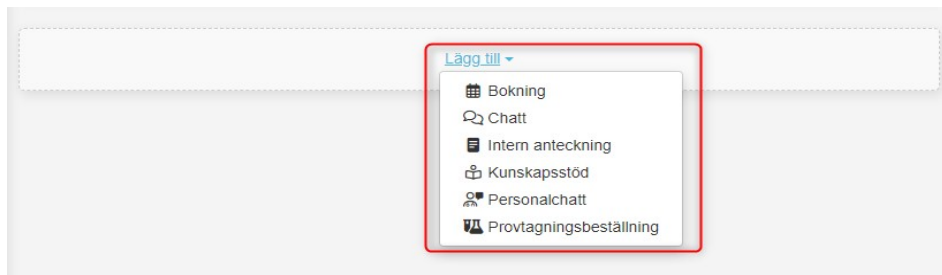 Lägg till
Bokning
Chatt
Intern anteckning
Kunskapsstöd
Personalchatt
Provtagningsbeställning